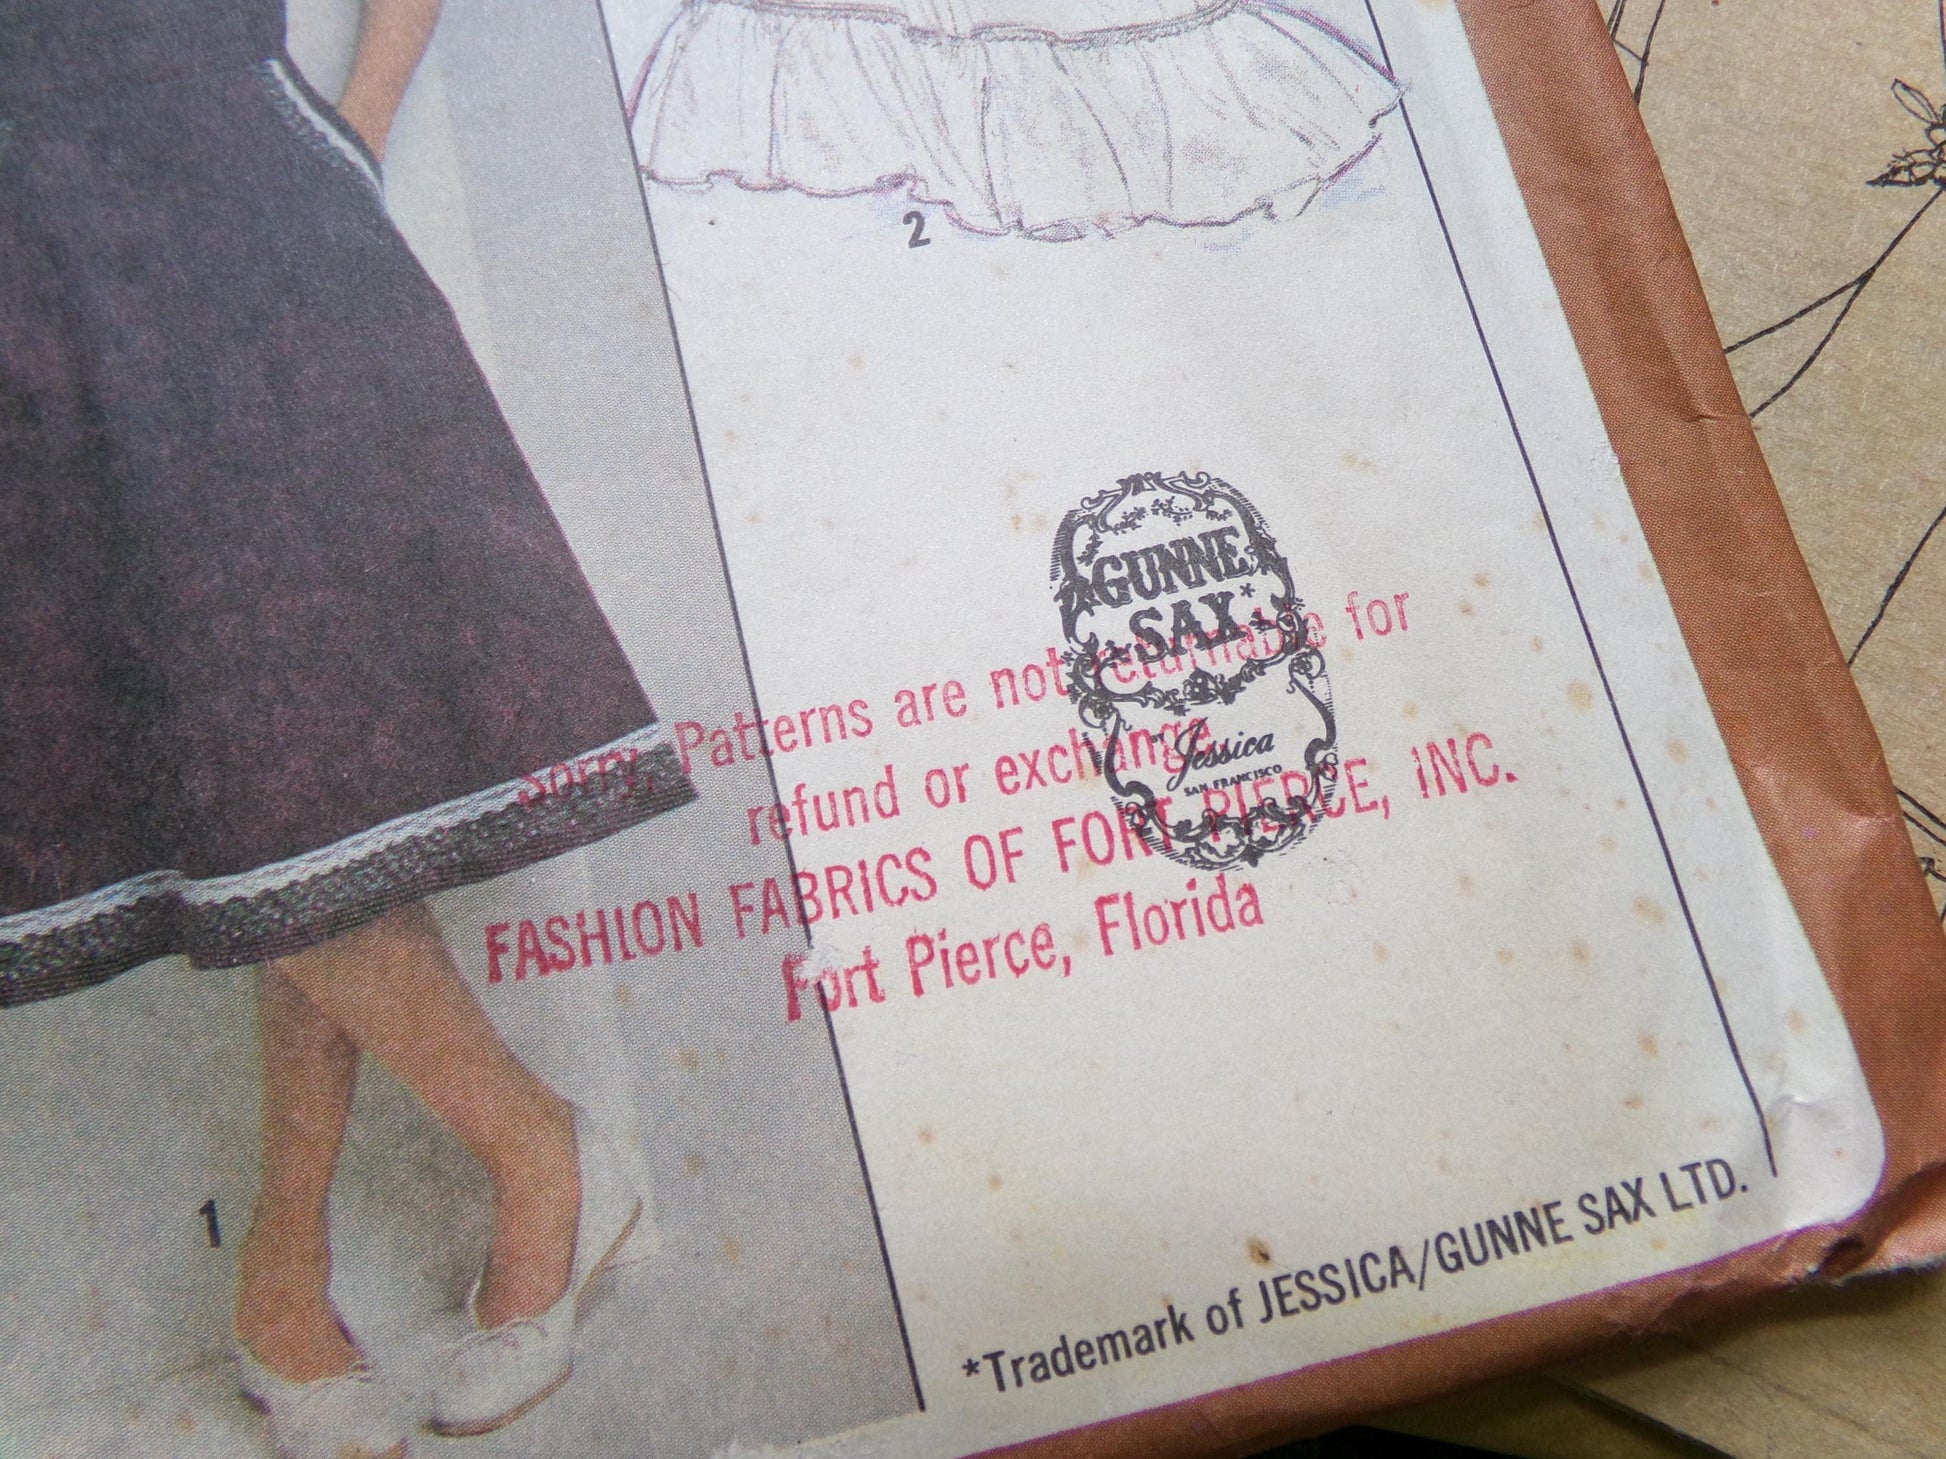 2
GUNNE
SAX*
BY
Jessica
SAN FRANCISCO
Sorry, Patterns are not returnable for
refund or exchange
FASHION FABRICS OF FORT PIERCE, INC.
Fort Pierce, Florida
1
*Trademark of JESSICA/GUNNE SAX LTD.